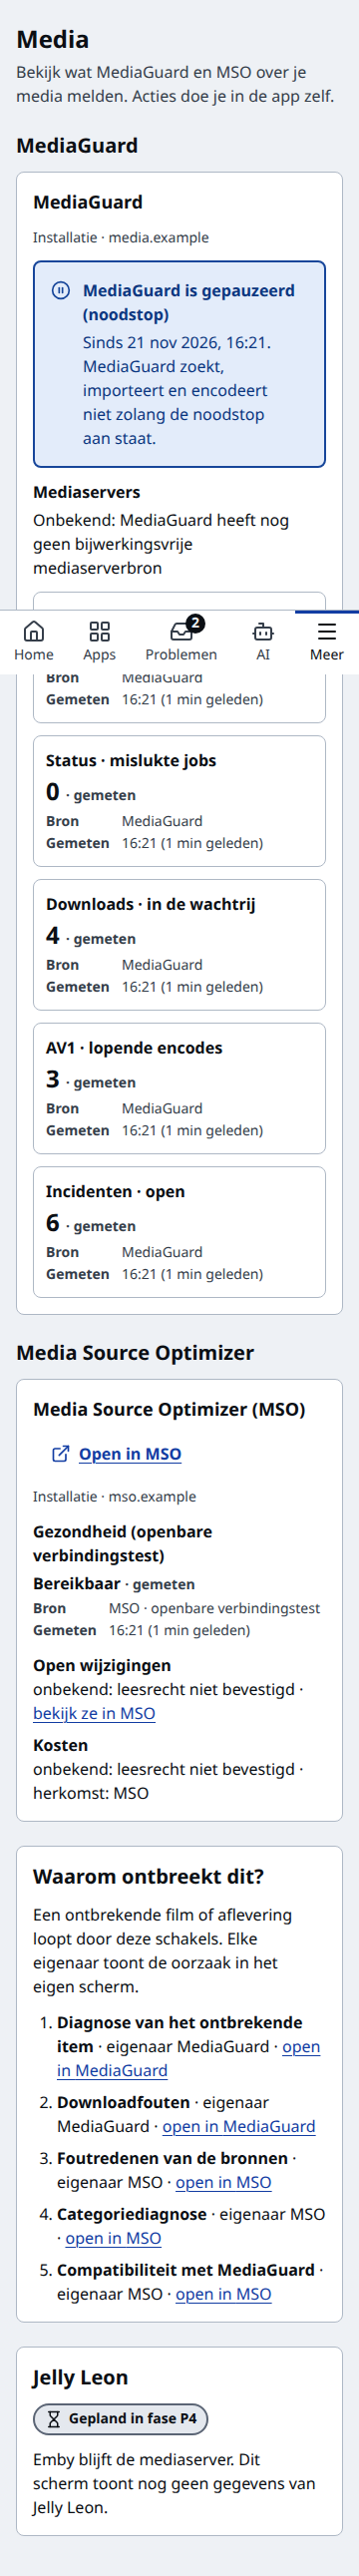 Media
Bekijk wat MediaGuard en MSO over je
media melden. Acties doe je in de app zelf.
MediaGuard
MediaGuard
Installatie · media.example
MediaGuard is gepauzeerd
(noodstop)
Sinds 21 nov 2026, 16:21.
MediaGuard zoekt,
importeert en encodeert
niet zolang de noodstop
aan staat.
Mediaservers
Onbekend: MediaGuard heeft nog
geen bijwerkingsvrije
mediaserverbron
2
Home Apps Problemen AI Meer
Bron MediaGuard
Gemeten 16:21 (1 min geleden)
Status · mislukte jobs
0 · gemeten
Bron MediaGuard
Gemeten 16:21 (1 min geleden)
Downloads · in de wachtrij
4 · gemeten
Bron MediaGuard
Gemeten 16:21 (1 min geleden)
AV1 · lopende encodes
3 · gemeten
Bron MediaGuard
Gemeten 16:21 (1 min geleden)
Incidenten · open
6 · gemeten
Bron MediaGuard
Gemeten 16:21 (1 min geleden)
Media Source Optimizer
Media Source Optimizer (MSO)
Open in MSO
Installatie · mso.example
Gezondheid (openbare
verbindingstest)
Bereikbaar · gemeten
Bron MSO · openbare verbindingstest
Gemeten 16:21 (1 min geleden)
Open wijzigingen
onbekend: leesrecht niet bevestigd ·
bekijk ze in MSO
Kosten
onbekend: leesrecht niet bevestigd ·
herkomst: MSO
Waarom ontbreekt dit?
Een ontbrekende film of aflevering
loopt door deze schakels. Elke
eigenaar toont de oorzaak in het
eigen scherm.
1. Diagnose van het ontbrekende
item · eigenaar MediaGuard · open
in MediaGuard
2. Downloadfouten · eigenaar
MediaGuard · open in MediaGuard
3. Foutredenen van de bronnen ·
eigenaar MSO · open in MSO
4. Categoriediagnose · eigenaar MSO
· open in MSO
5. Compatibiliteit met MediaGuard ·
eigenaar MSO · open in MSO
Jelly Leon
Gepland in fase P4
Emby blijft de mediaserver. Dit
scherm toont nog geen gegevens van
Jelly Leon.